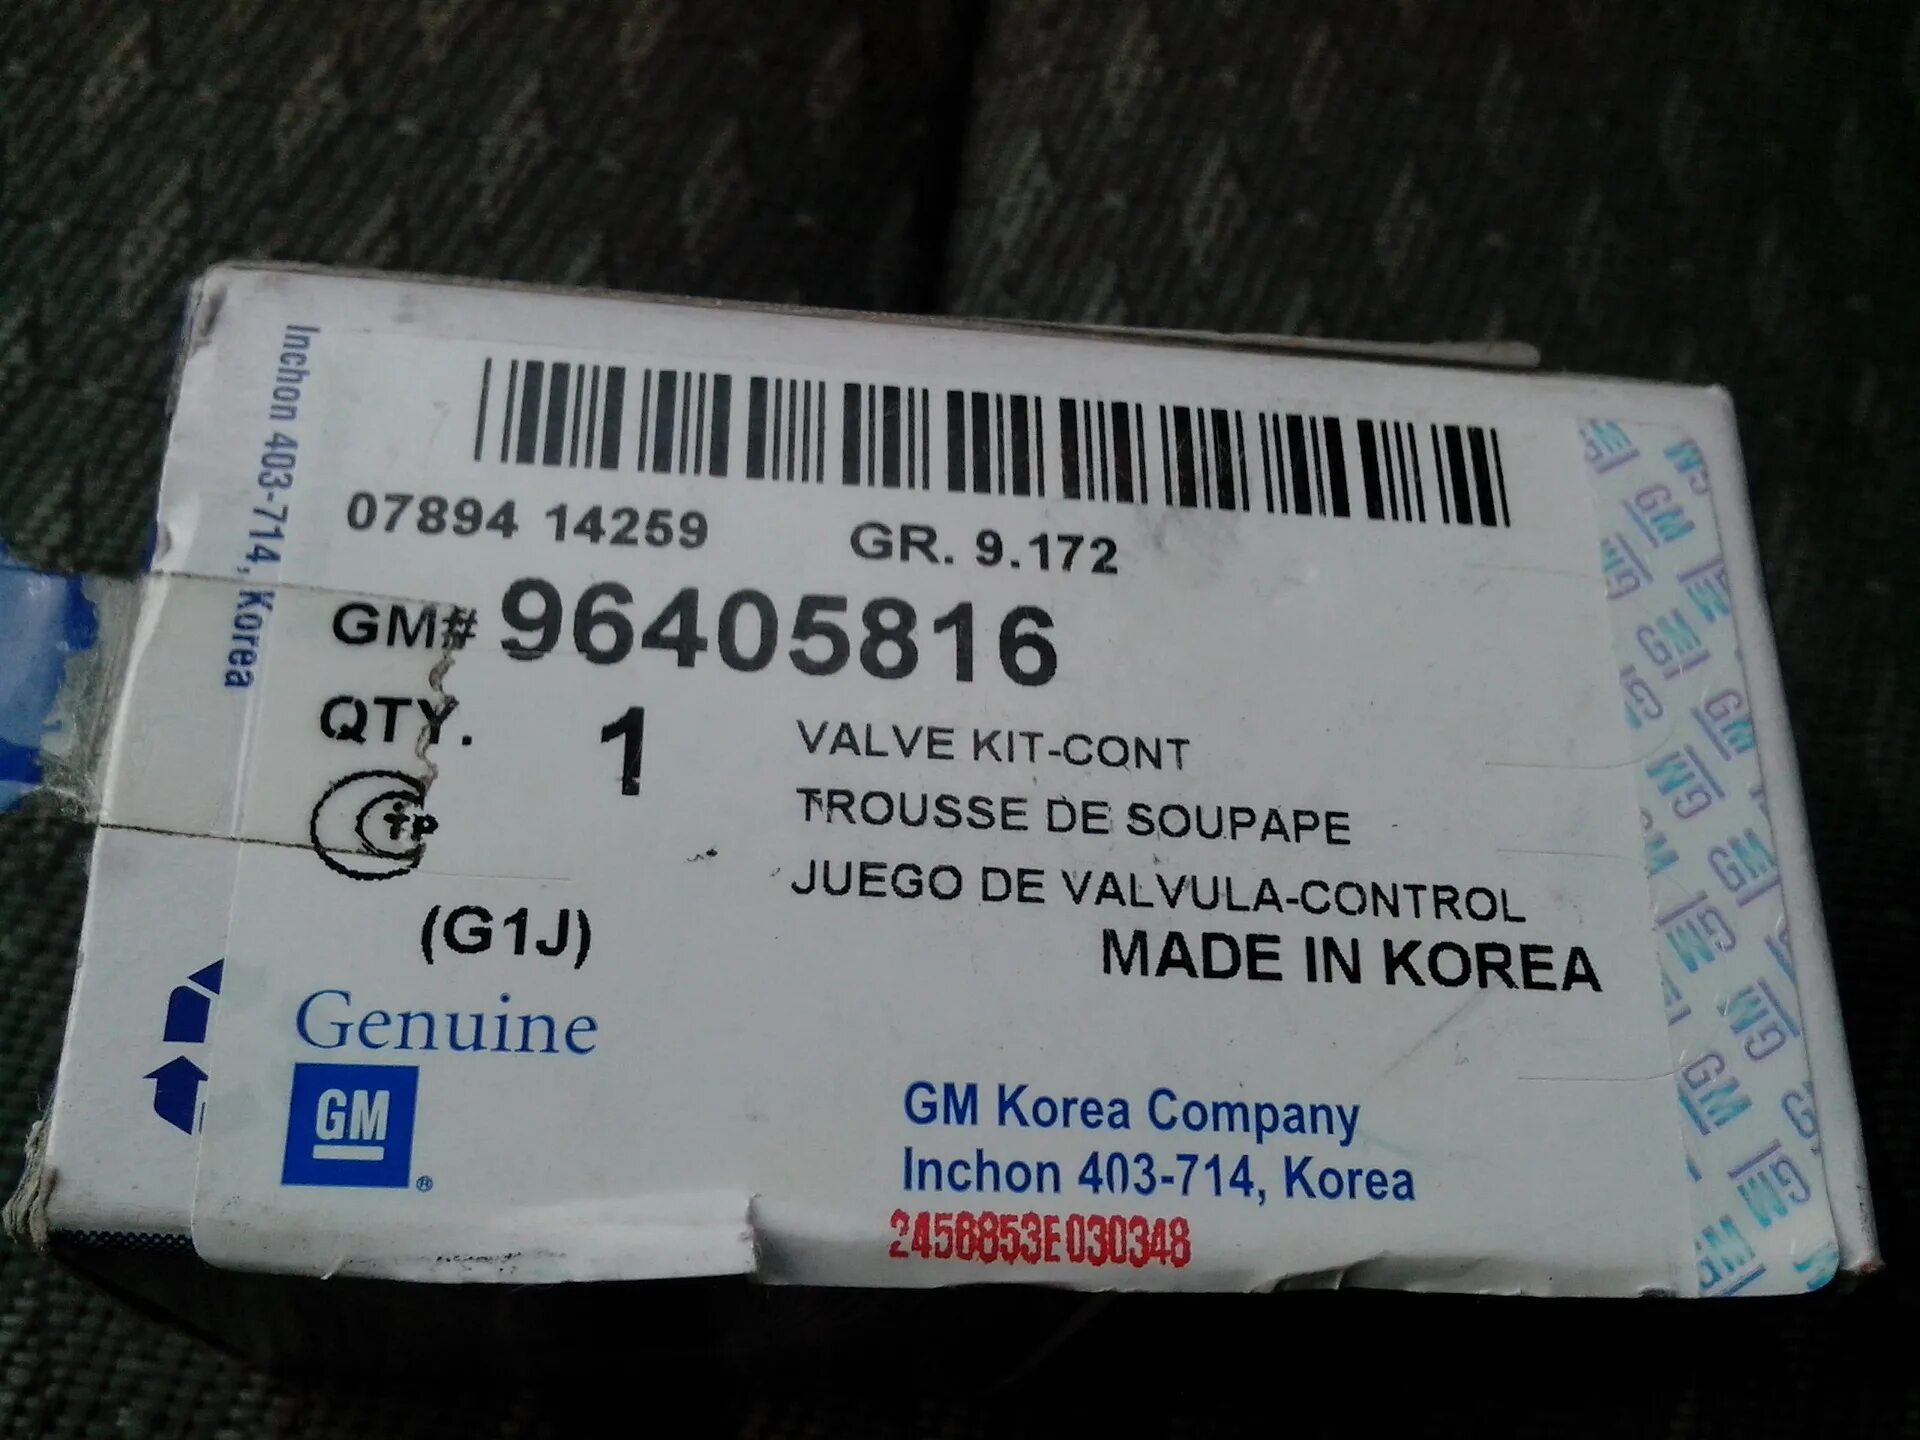 Inchon 403-714, Korea
07894 14259 GR. 9.172
GM# 96405816
QTY. 1
VALVE KIT-CONT
TROUSSE DE SOUPAPE
JUEGO DE VALVULA-CONTROL
(G1J)
MADE IN KOREA
Genuine
GM
®
GM Korea Company
Inchon 403-714, Korea
2456853E030348